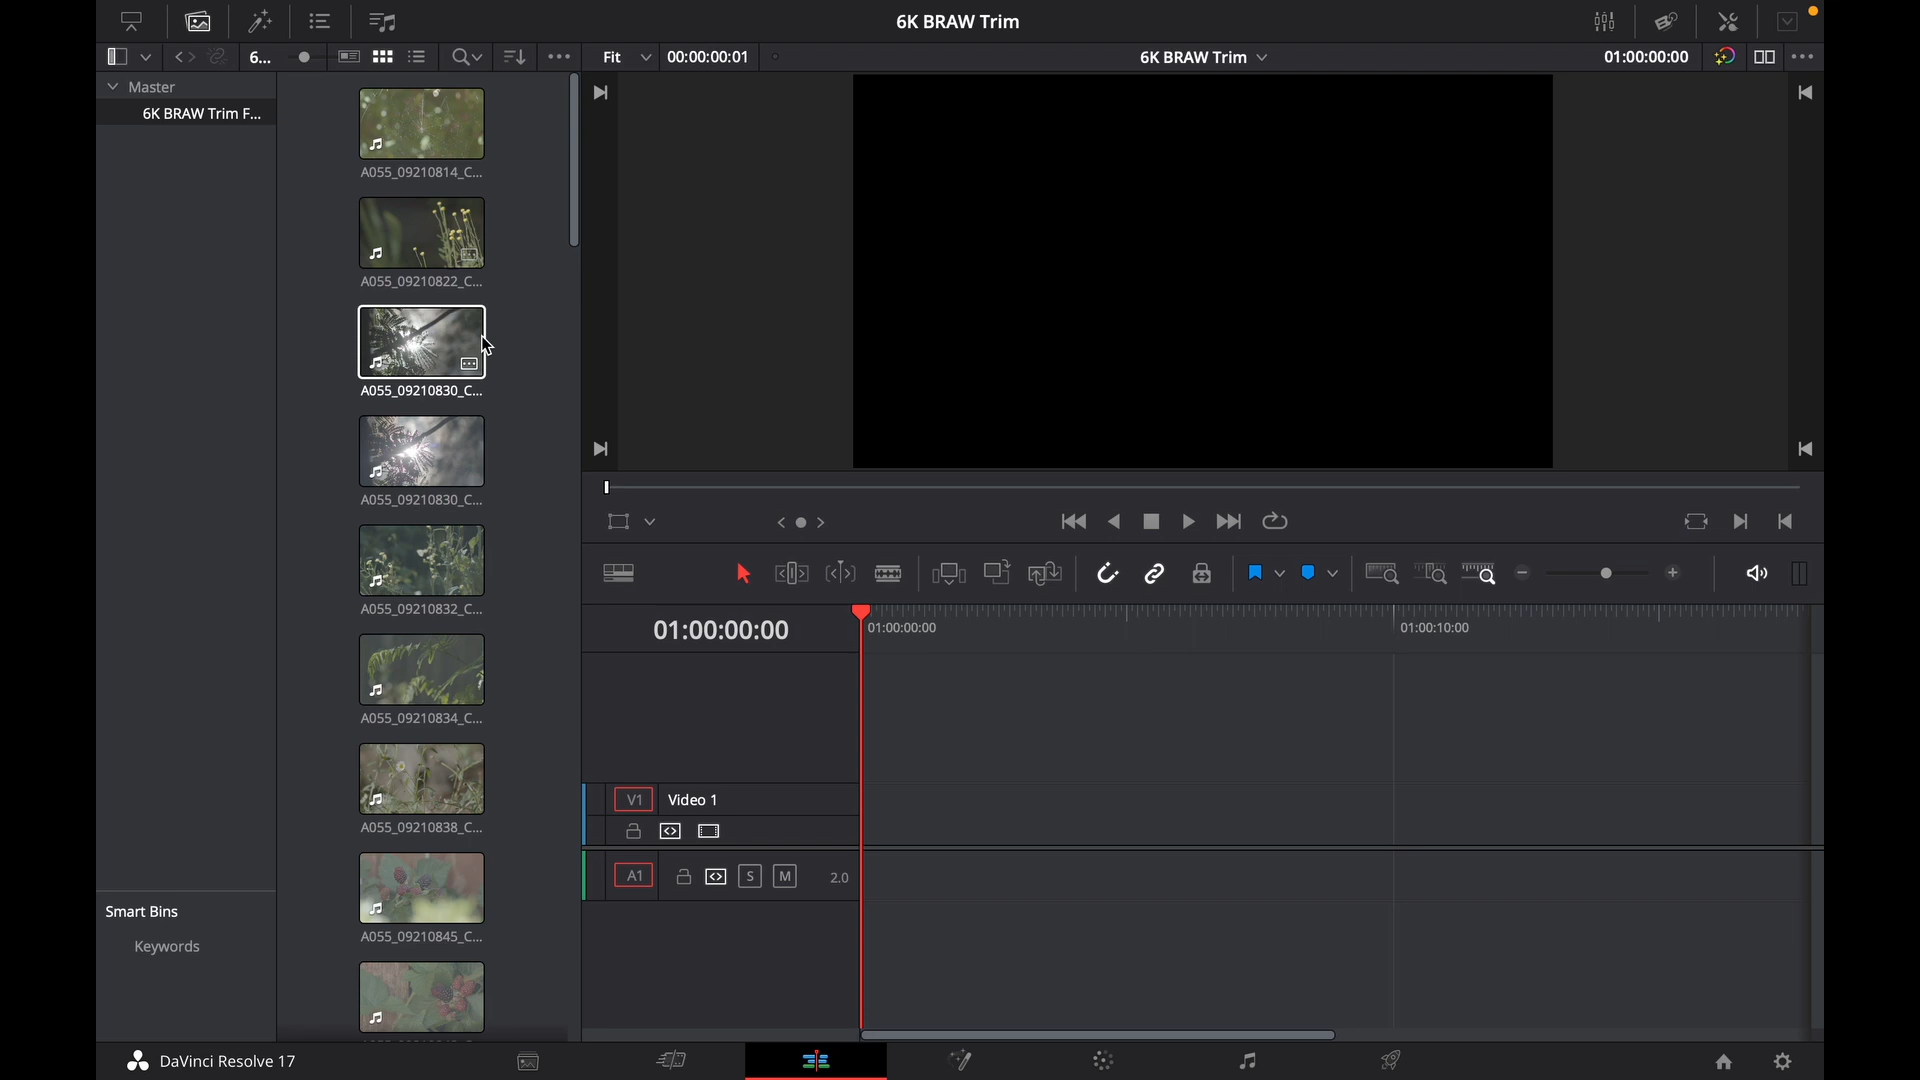 6K BRAW Trim
6...
Fit
00:00:00:01
6K BRAW Trim
01:00:00:00
Master
6K BRAW Trim F...
A055_09210814_C...
A055_09210822_C...
A055_09210830_C...
A055_09210830_C...
A055_09210832_C...
A055_09210834_C...
A055_09210838_C...
A055_09210845_C...
01:00:00:00
01:00:00:00
01:00:10:00
V1
Video 1
A1
S
M
2.0
Smart Bins
Keywords
DaVinci Resolve 17